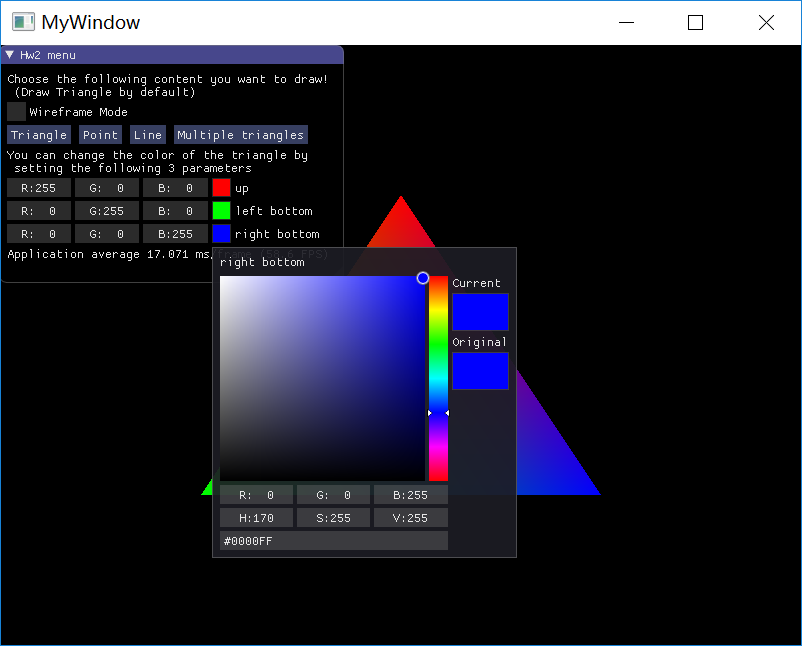 MyWindow
Hw2 menu
Choose the following content you want to draw!
(Draw Triangle by default)
Wireframe Mode
Triangle Point Line Multiple triangles
You can change the color of the triangle by
setting the following 3 parameters
R:255 G: 0 B: 0 up
R: 0 G:255 B: 0 left bottom
R: 0 G: 0 B:255 right bottom
Application average 17.071 ms/frame (58.6 FPS)
right bottom
Current
Original
R: 0 G: 0 B:255
H:170 S:255 V:255
#0000FF